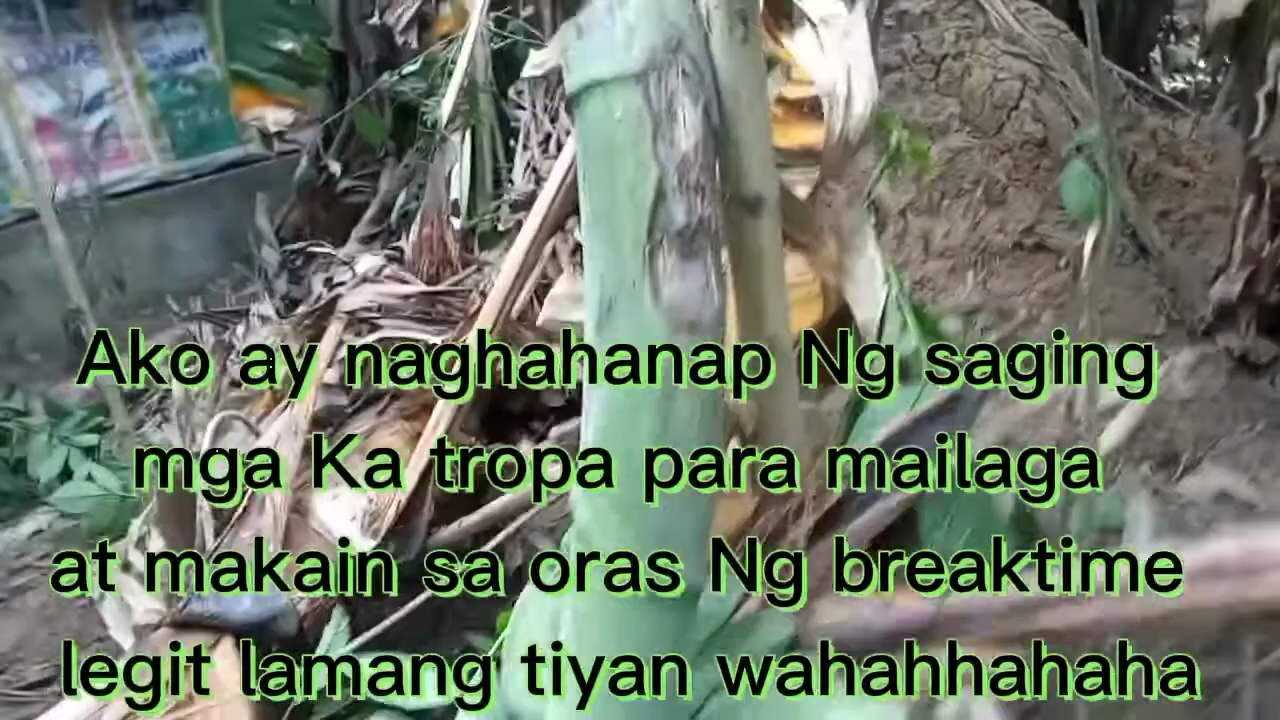 Ako ay naghahanap Ng saging
mga Ka tropa para mailaga
at makain sa oras Ng breaktime
legit lamang tiyan wahahhahaha